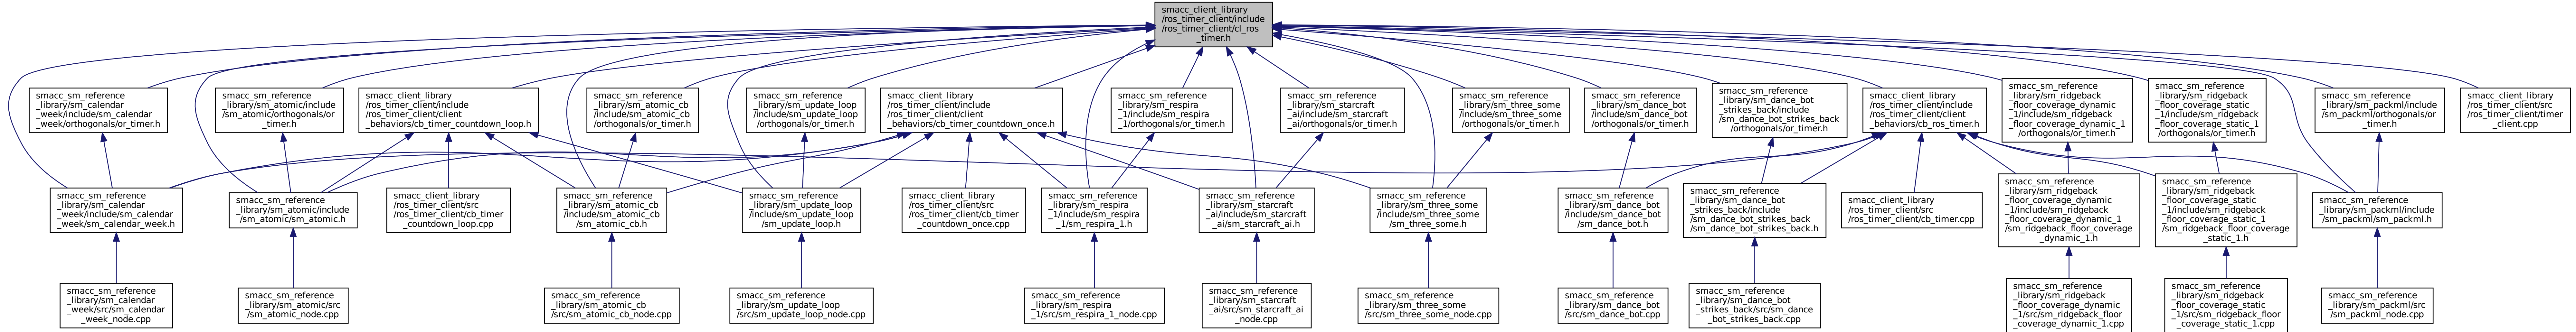 smacc_client_library
/ros_timer_client/include
/ros_timer_client/cl_ros
_timer.h
smacc_sm_reference
_library/sm_calendar
_week/include/sm_calendar
_week/orthogonals/or_timer.h
smacc_sm_reference
_library/sm_atomic/include
/sm_atomic/orthogonals/or
_timer.h
smacc_client_library
/ros_timer_client/include
/ros_timer_client/client
_behaviors/cb_timer_countdown_loop.h
smacc_sm_reference
_library/sm_atomic_cb
/include/sm_atomic_cb
/orthogonals/or_timer.h
smacc_sm_reference
_library/sm_update_loop
/include/sm_update_loop
/orthogonals/or_timer.h
smacc_client_library
/ros_timer_client/include
/ros_timer_client/client
_behaviors/cb_timer_countdown_once.h
smacc_sm_reference
_library/sm_respira
_1/include/sm_respira
_1/orthogonals/or_timer.h
smacc_sm_reference
_library/sm_starcraft
_ai/include/sm_starcraft
_ai/orthogonals/or_timer.h
smacc_sm_reference
_library/sm_three_some
/include/sm_three_some
/orthogonals/or_timer.h
smacc_sm_reference
_library/sm_dance_bot
/include/sm_dance_bot
/orthogonals/or_timer.h
smacc_sm_reference
_library/sm_dance_bot
_strikes_back/include
/sm_dance_bot_strikes_back
/orthogonals/or_timer.h
smacc_client_library
/ros_timer_client/include
/ros_timer_client/client
_behaviors/cb_ros_timer.h
smacc_sm_reference
_library/sm_ridgeback
_floor_coverage_dynamic
_1/include/sm_ridgeback
_floor_coverage_dynamic_1
/orthogonals/or_timer.h
smacc_sm_reference
_library/sm_ridgeback
_floor_coverage_static
_1/include/sm_ridgeback
_floor_coverage_static_1
/orthogonals/or_timer.h
smacc_sm_reference
_library/sm_packml/include
/sm_packml/orthogonals/or
_timer.h
smacc_client_library
/ros_timer_client/src
/ros_timer_client/timer
_client.cpp
smacc_sm_reference
_library/sm_calendar
_week/include/sm_calendar
_week/sm_calendar_week.h
smacc_sm_reference
_library/sm_atomic/include
/sm_atomic/sm_atomic.h
smacc_client_library
/ros_timer_client/src
/ros_timer_client/cb_timer
_countdown_loop.cpp
smacc_sm_reference
_library/sm_atomic_cb
/include/sm_atomic_cb
/sm_atomic_cb.h
smacc_sm_reference
_library/sm_update_loop
/include/sm_update_loop
/sm_update_loop.h
smacc_client_library
/ros_timer_client/src
/ros_timer_client/cb_timer
_countdown_once.cpp
smacc_sm_reference
_library/sm_respira
_1/include/sm_respira
_1/sm_respira_1.h
smacc_sm_reference
_library/sm_starcraft
_ai/include/sm_starcraft
_ai/sm_starcraft_ai.h
smacc_sm_reference
_library/sm_three_some
/include/sm_three_some
/sm_three_some.h
smacc_sm_reference
_library/sm_dance_bot
/include/sm_dance_bot
/sm_dance_bot.h
smacc_sm_reference
_library/sm_dance_bot
_strikes_back/include
/sm_dance_bot_strikes_back
/sm_dance_bot_strikes_back.h
smacc_client_library
/ros_timer_client/src
/ros_timer_client/cb_timer.cpp
smacc_sm_reference
_library/sm_ridgeback
_floor_coverage_dynamic
_1/include/sm_ridgeback
_floor_coverage_dynamic_1
/sm_ridgeback_floor_coverage
_dynamic_1.h
smacc_sm_reference
_library/sm_ridgeback
_floor_coverage_static
_1/include/sm_ridgeback
_floor_coverage_static_1
/sm_ridgeback_floor_coverage
_static_1.h
smacc_sm_reference
_library/sm_packml/include
/sm_packml/sm_packml.h
smacc_sm_reference
_library/sm_calendar
_week/src/sm_calendar
_week_node.cpp
smacc_sm_reference
_library/sm_atomic/src
/sm_atomic_node.cpp
smacc_sm_reference
_library/sm_atomic_cb
/src/sm_atomic_cb_node.cpp
smacc_sm_reference
_library/sm_update_loop
/src/sm_update_loop_node.cpp
smacc_sm_reference
_library/sm_respira
_1/src/sm_respira_1_node.cpp
smacc_sm_reference
_library/sm_starcraft
_ai/src/sm_starcraft_ai
_node.cpp
smacc_sm_reference
_library/sm_three_some
/src/sm_three_some_node.cpp
smacc_sm_reference
_library/sm_dance_bot
/src/sm_dance_bot.cpp
smacc_sm_reference
_library/sm_dance_bot
_strikes_back/src/sm_dance
_bot_strikes_back.cpp
smacc_sm_reference
_library/sm_ridgeback
_floor_coverage_dynamic
_1/src/sm_ridgeback_floor
_coverage_dynamic_1.cpp
smacc_sm_reference
_library/sm_ridgeback
_floor_coverage_static
_1/src/sm_ridgeback_floor
_coverage_static_1.cpp
smacc_sm_reference
_library/sm_packml/src
/sm_packml_node.cpp